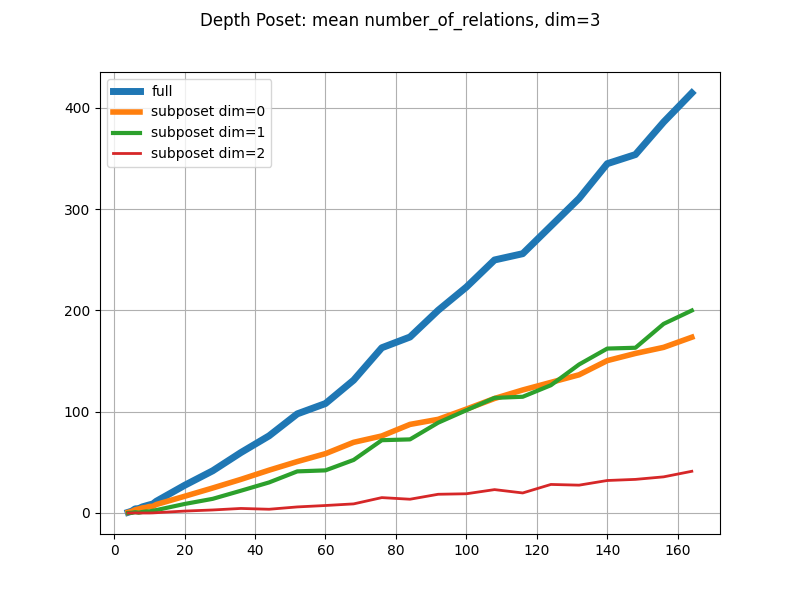 Depth Poset: mean number_of_relations, dim=3
full
subposet dim=0
subposet dim=1
subposet dim=2
400
300
200
100
0
0 20 40 60 80 100 120 140 160